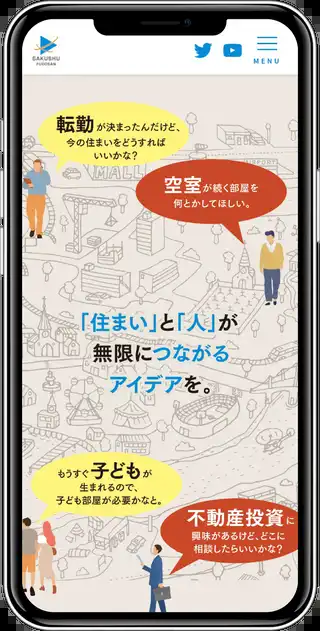 GAKUSHU
FUDOSAN
MENU
転勤が決まったんだけど、
今の住まいをどうすれば
いいかな?
空室が続く部屋を
何とかしてほしい。
MALL
「住まい」と「人」が
無限につながる
アイデアを。
もうすぐ子どもが
生まれるので、
子ども部屋が必要かなと。
不動産投資に
興味があるけど、どこに
相談したらいいかな?